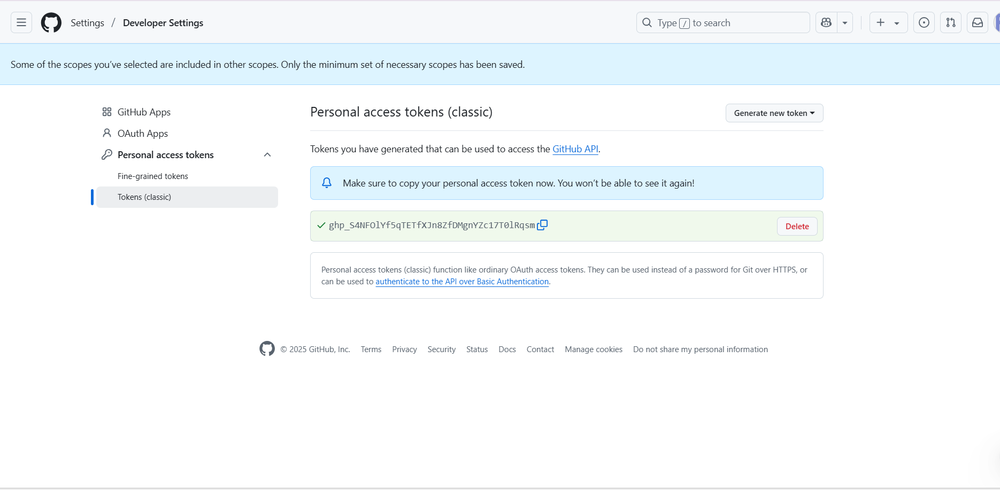 Settings / Developer Settings
Type / to search
Some of the scopes you’ve selected are included in other scopes. Only the minimum set of necessary scopes has been saved.
GitHub Apps
OAuth Apps
Personal access tokens
Fine-grained tokens
Tokens (classic)
Personal access tokens (classic)
Generate new token
Tokens you have generated that can be used to access the GitHub API.
Make sure to copy your personal access token now. You won’t be able to see it again!
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
Delete
Personal access tokens (classic) function like ordinary OAuth access tokens. They can be used instead of a password for Git over HTTPS, or
can be used to authenticate to the API over Basic Authentication.
© 2025 GitHub, Inc. Terms Privacy Security Status Docs Contact Manage cookies Do not share my personal information